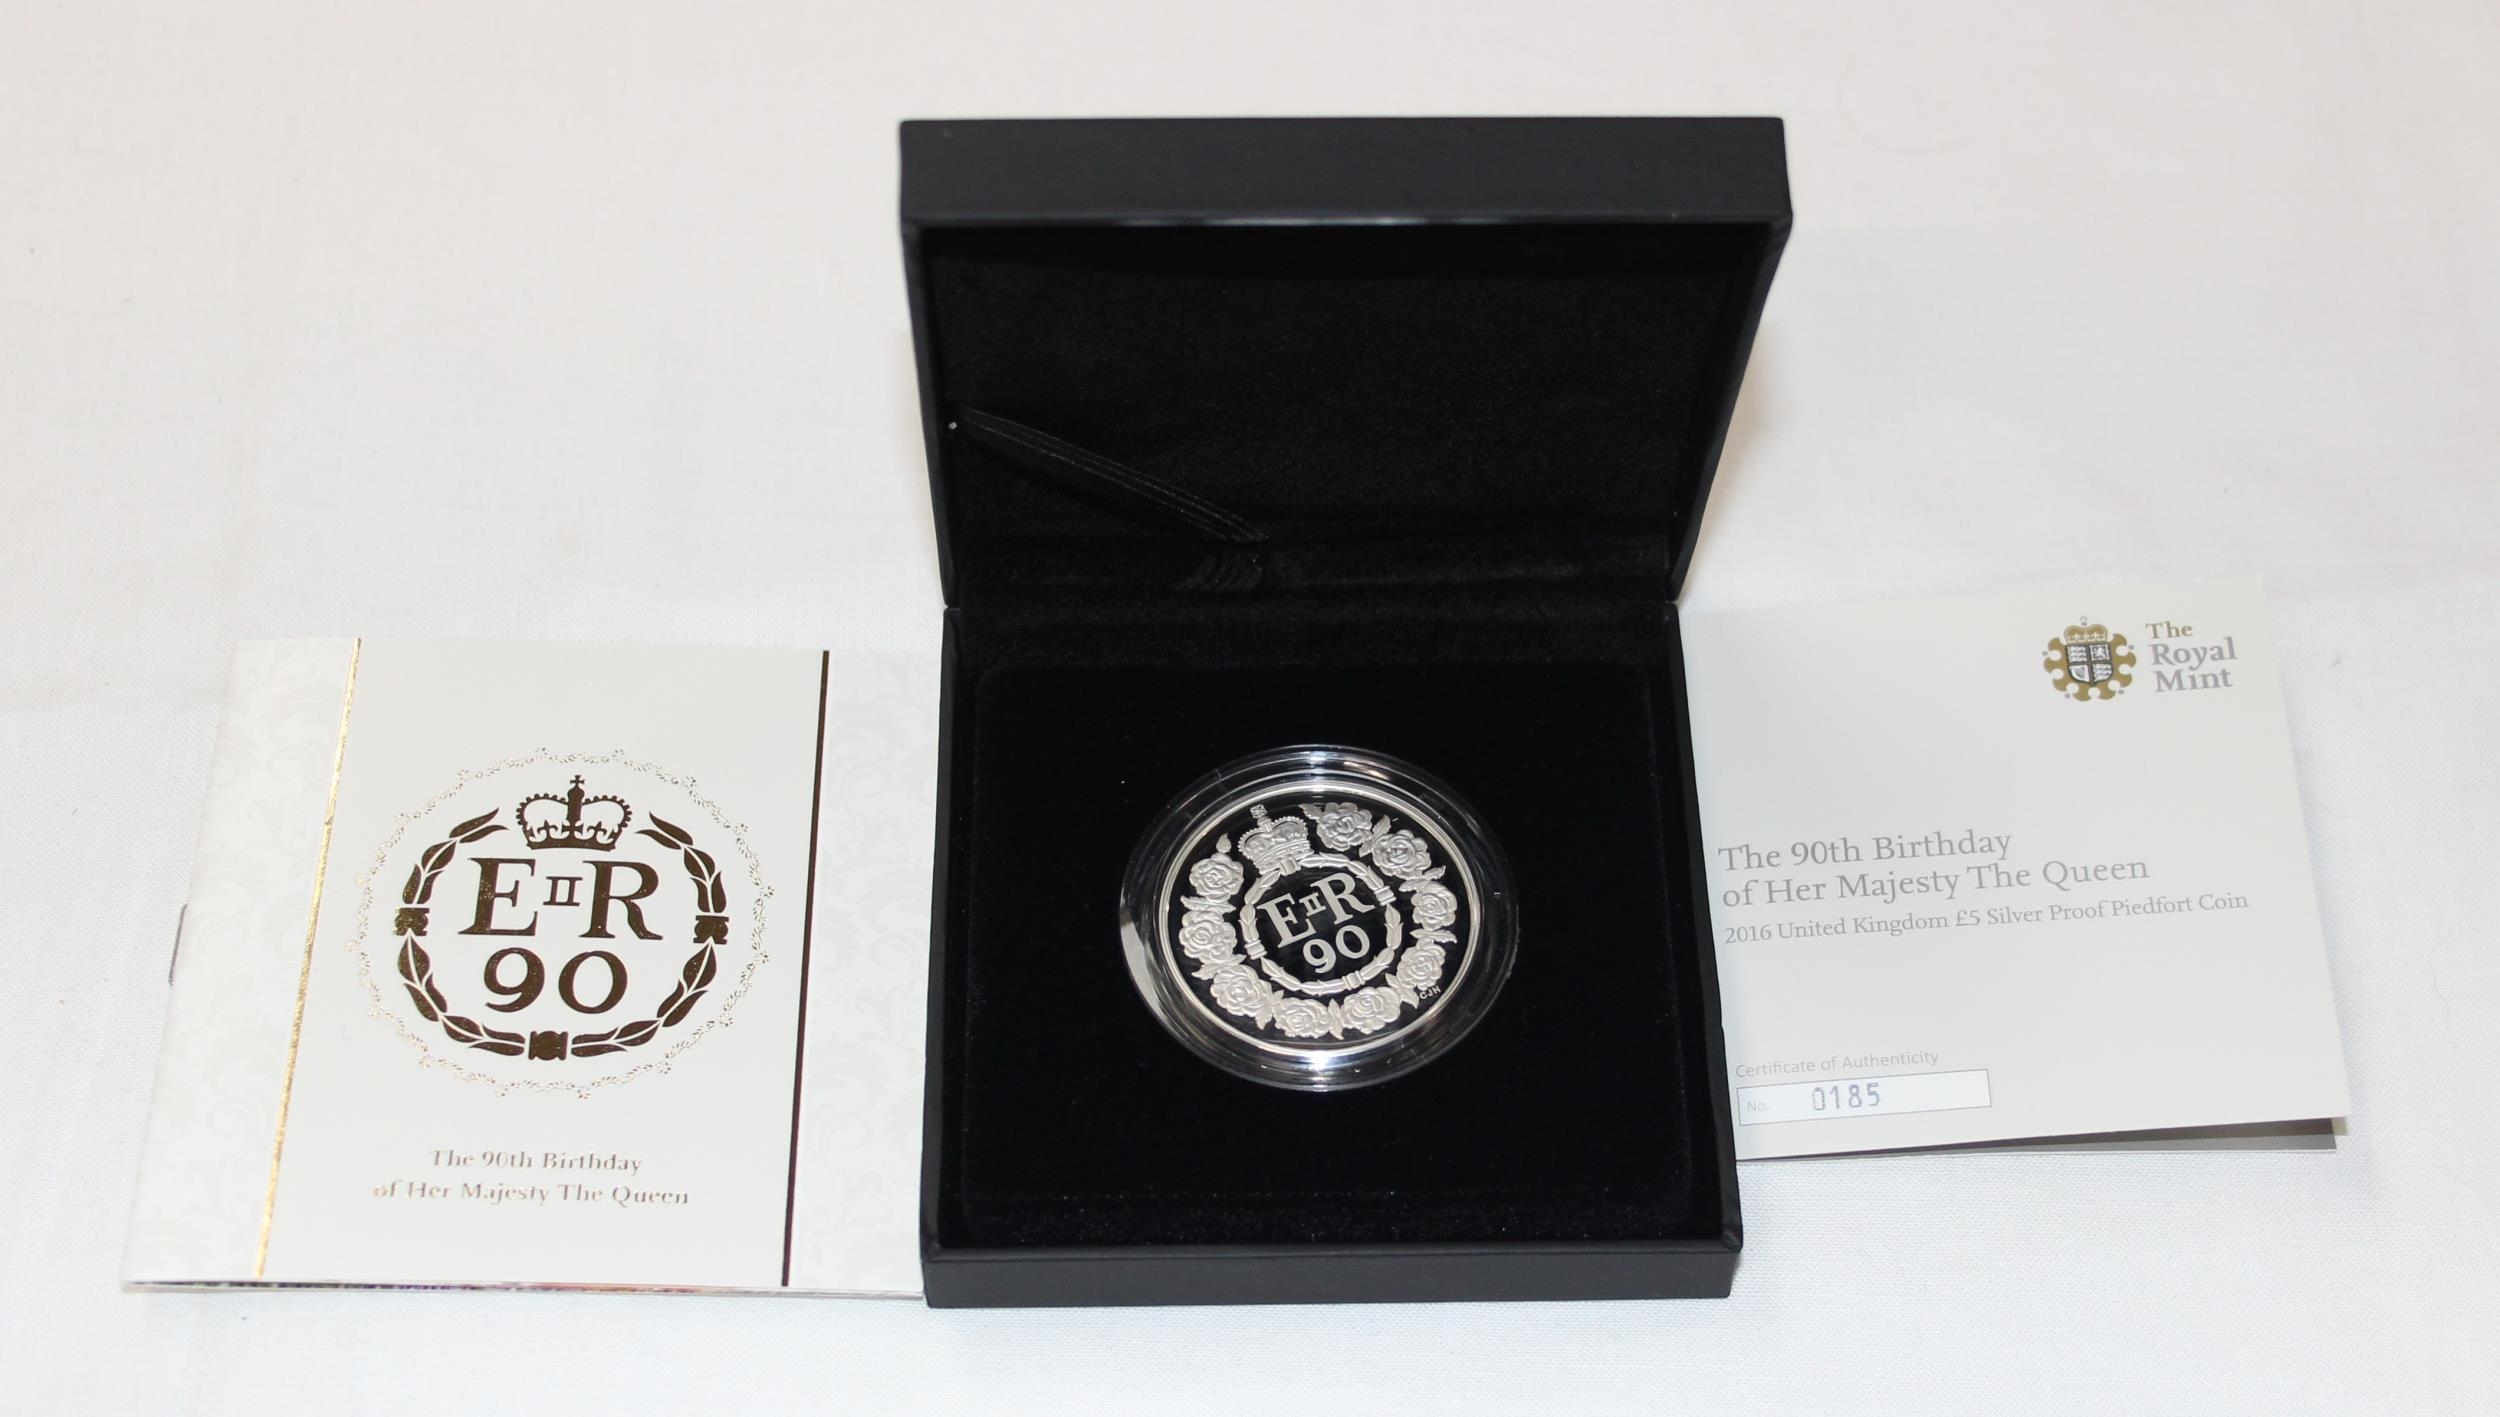 EIIR
90
The 90th Birthday
of Her Majesty The Queen
EIIR
90
CJH
The
Royal
Mint
The 90th Birthday
of Her Majesty The Queen
2016 United Kingdom £5 Silver Proof Piedfort Coin
Certificate of Authenticity
No. 0185